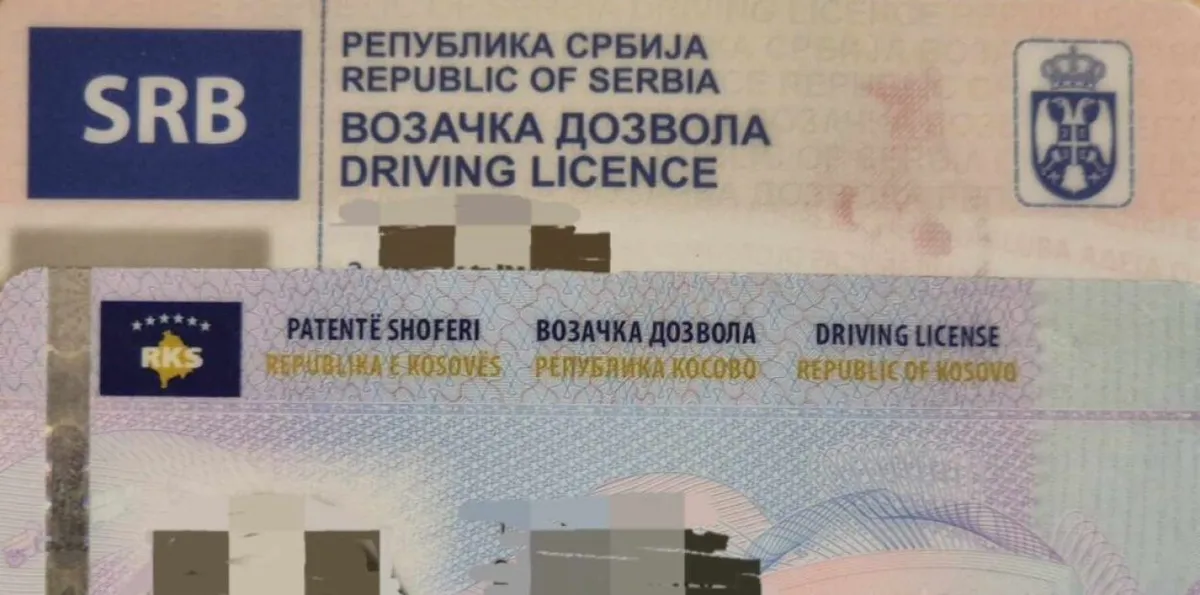 SRB
РЕПУБЛИКА СРБИЈА
REPUBLIC OF SERBIA
ВОЗАЧКА ДОЗВОЛА
DRIVING LICENCE
RKS
PATENTË SHOFERI
REPUBLIKA E KOSOVËS
ВОЗАЧКА ДОЗВОЛА
РЕПУБЛИКА КОСОВО
DRIVING LICENSE
REPUBLIC OF KOSOVO